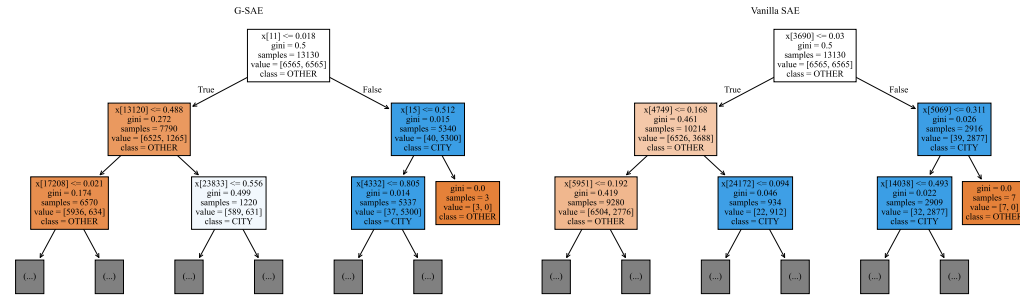 G-SAE
x[11] <= 0.018
gini = 0.5
samples = 13130
value = [6565, 6565]
class = OTHER
True
False
x[13120] <= 0.488
gini = 0.272
samples = 7790
value = [6525, 1265]
class = OTHER
x[15] <= 0.512
gini = 0.015
samples = 5340
value = [40, 5300]
class = CITY
x[17208] <= 0.021
gini = 0.174
samples = 6570
value = [5936, 634]
class = OTHER
x[23833] <= 0.556
gini = 0.499
samples = 1220
value = [589, 631]
class = CITY
x[4332] <= 0.805
gini = 0.014
samples = 5337
value = [37, 5300]
class = CITY
gini = 0.0
samples = 3
value = [3, 0]
class = OTHER
(...)
(...)
(...)
(...)
(...)
(...)
Vanilla SAE
x[3690] <= 0.03
gini = 0.5
samples = 13130
value = [6565, 6565]
class = OTHER
True
False
x[4749] <= 0.168
gini = 0.461
samples = 10214
value = [6526, 3688]
class = OTHER
x[5069] <= 0.311
gini = 0.026
samples = 2916
value = [39, 2877]
class = CITY
x[5951] <= 0.192
gini = 0.419
samples = 9280
value = [6504, 2776]
class = OTHER
x[24172] <= 0.094
gini = 0.046
samples = 934
value = [22, 912]
class = CITY
x[14038] <= 0.493
gini = 0.022
samples = 2909
value = [32, 2877]
class = CITY
gini = 0.0
samples = 7
value = [7, 0]
class = OTHER
(...)
(...)
(...)
(...)
(...)
(...)